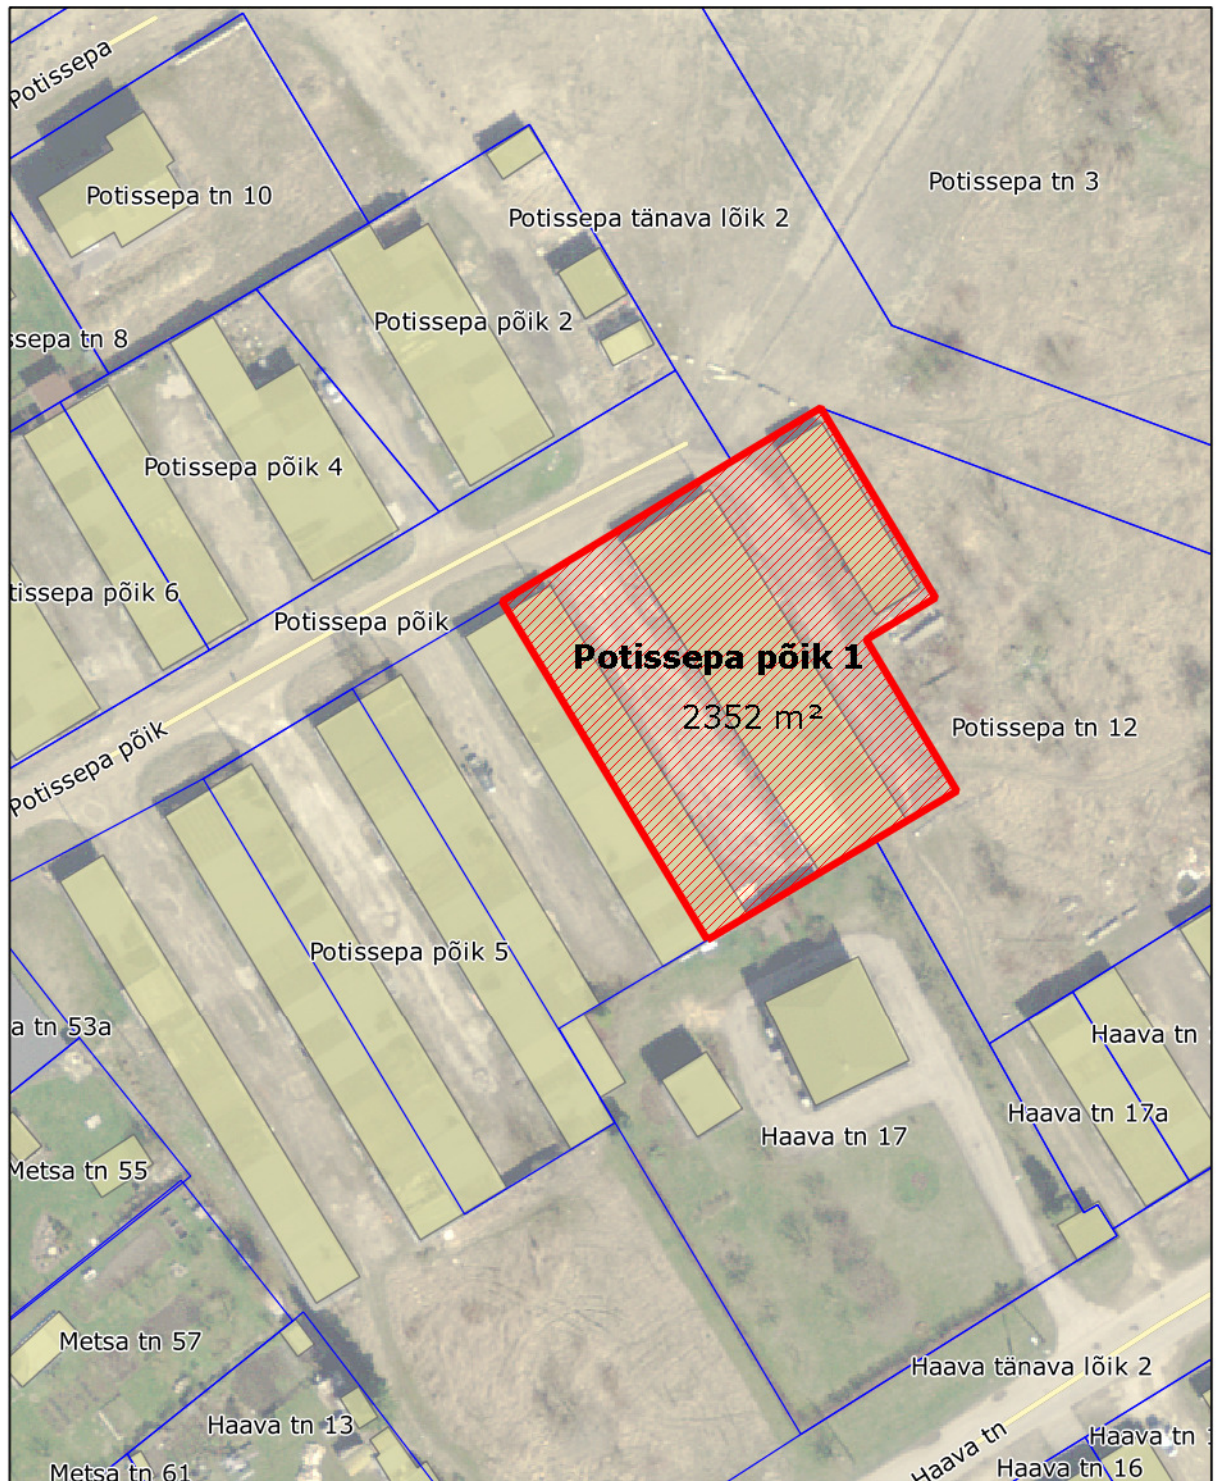 Potissepa
Potissepa tn 10
Potissepa tn 3
Potissepa tänava lõik 2
Potissepa põik 2
ssepa tn 8
Potissepa põik 4
tissepa põik 6
Potissepa põik
Potissepa põik 1
2352 m²
Potissepa tn 12
Potissepa põik
Potissepa põik 5
a tn 53a
Haava tn
Haava tn 17a
Haava tn 17
Metsa tn 55
Metsa tn 57
Haava tänava lõik 2
Haava tn 13
Haava tn
Haava tn
Haava tn 16
Metsa tn 61